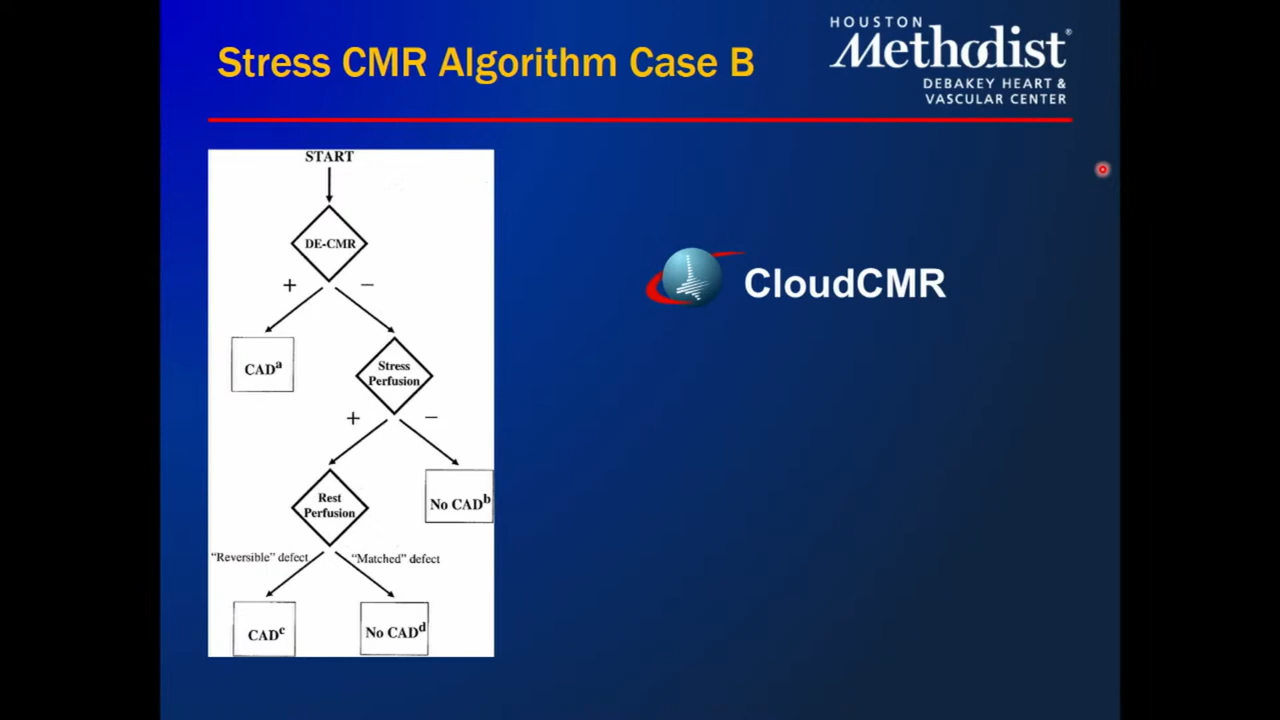 Stress CMR Algorithm Case B
HOUSTON
Methodist®
DEBAKEY HEART &
VASCULAR CENTER
START
DE-CMR
+ −
CADa
Stress
Perfusion
+ −
Rest
Perfusion
No CADb
"Reversible" defect
"Matched" defect
CADc
No CADd
CloudCMR